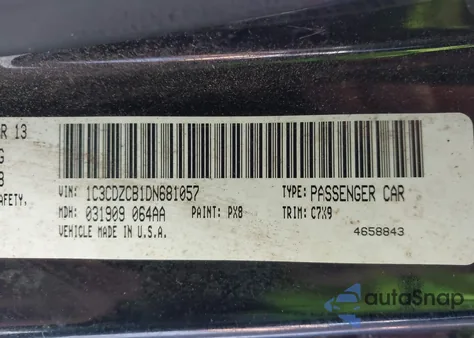 R 13
G
B
AFETY.
VIN: 1C3CDZCB1DN681057 TYPE: PASSENGER CAR
MDH: 031909 064AA PAINT: PX8 TRIM: C7X9
VEHICLE MADE IN U.S.A. 4658843
autoSnap